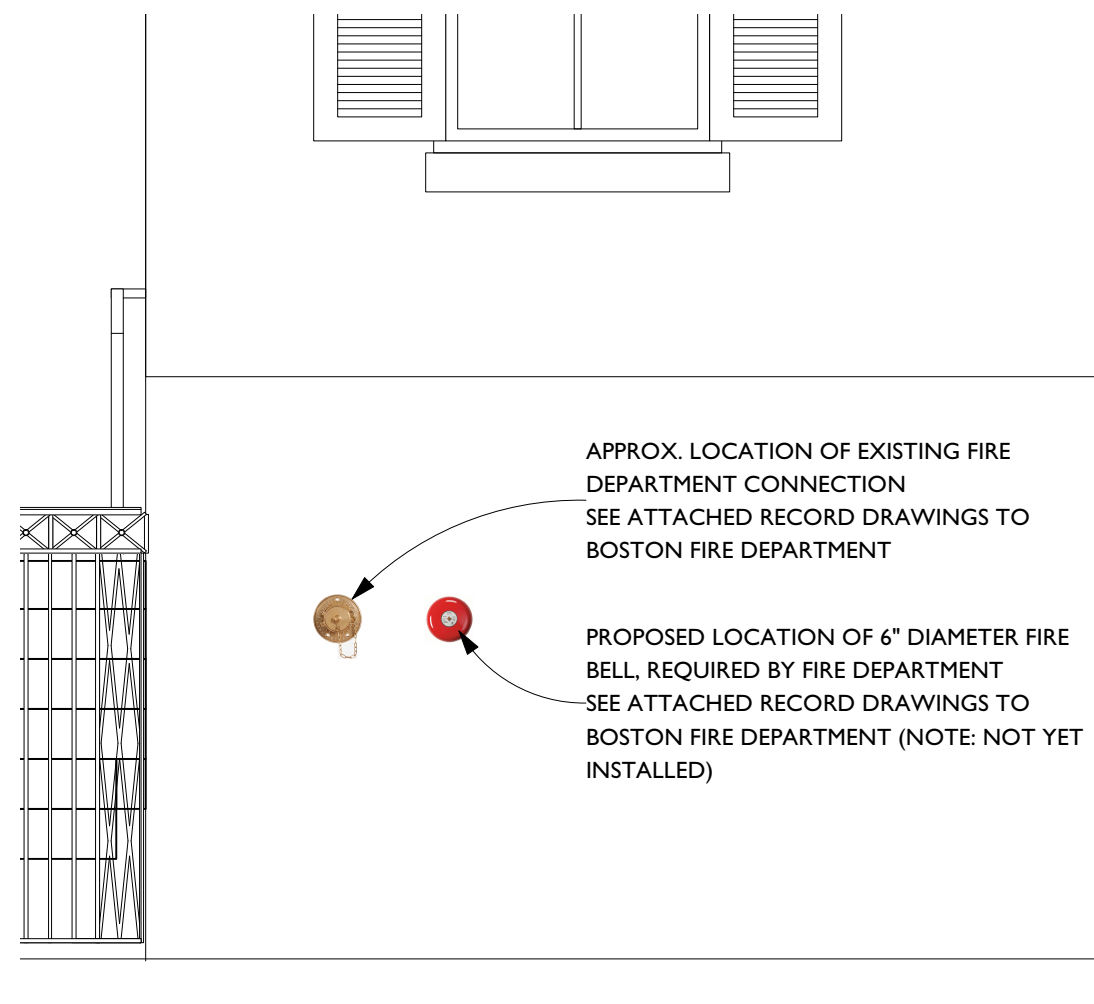 APPROX. LOCATION OF EXISTING FIRE
DEPARTMENT CONNECTION
SEE ATTACHED RECORD DRAWINGS TO
BOSTON FIRE DEPARTMENT
PROPOSED LOCATION OF 6" DIAMETER FIRE
BELL, REQUIRED BY FIRE DEPARTMENT
SEE ATTACHED RECORD DRAWINGS TO
BOSTON FIRE DEPARTMENT (NOTE: NOT YET
INSTALLED)